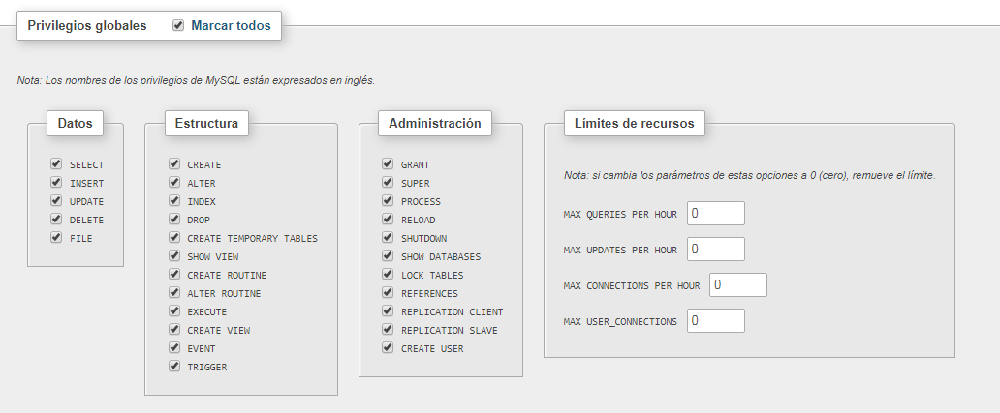 Privilegios globales Marcar todos
Nota: Los nombres de los privilegios de MySQL están expresados en inglés.
Datos
SELECT
INSERT
UPDATE
DELETE
FILE
Estructura
CREATE
ALTER
INDEX
DROP
CREATE TEMPORARY TABLES
SHOW VIEW
CREATE ROUTINE
ALTER ROUTINE
EXECUTE
CREATE VIEW
EVENT
TRIGGER
Administración
GRANT
SUPER
PROCESS
RELOAD
SHUTDOWN
SHOW DATABASES
LOCK TABLES
REFERENCES
REPLICATION CLIENT
REPLICATION SLAVE
CREATE USER
Límites de recursos
Nota: si cambia los parámetros de estas opciones a 0 (cero), remueve el límite.
MAX QUERIES PER HOUR 0
MAX UPDATES PER HOUR 0
MAX CONNECTIONS PER HOUR 0
MAX USER_CONNECTIONS 0